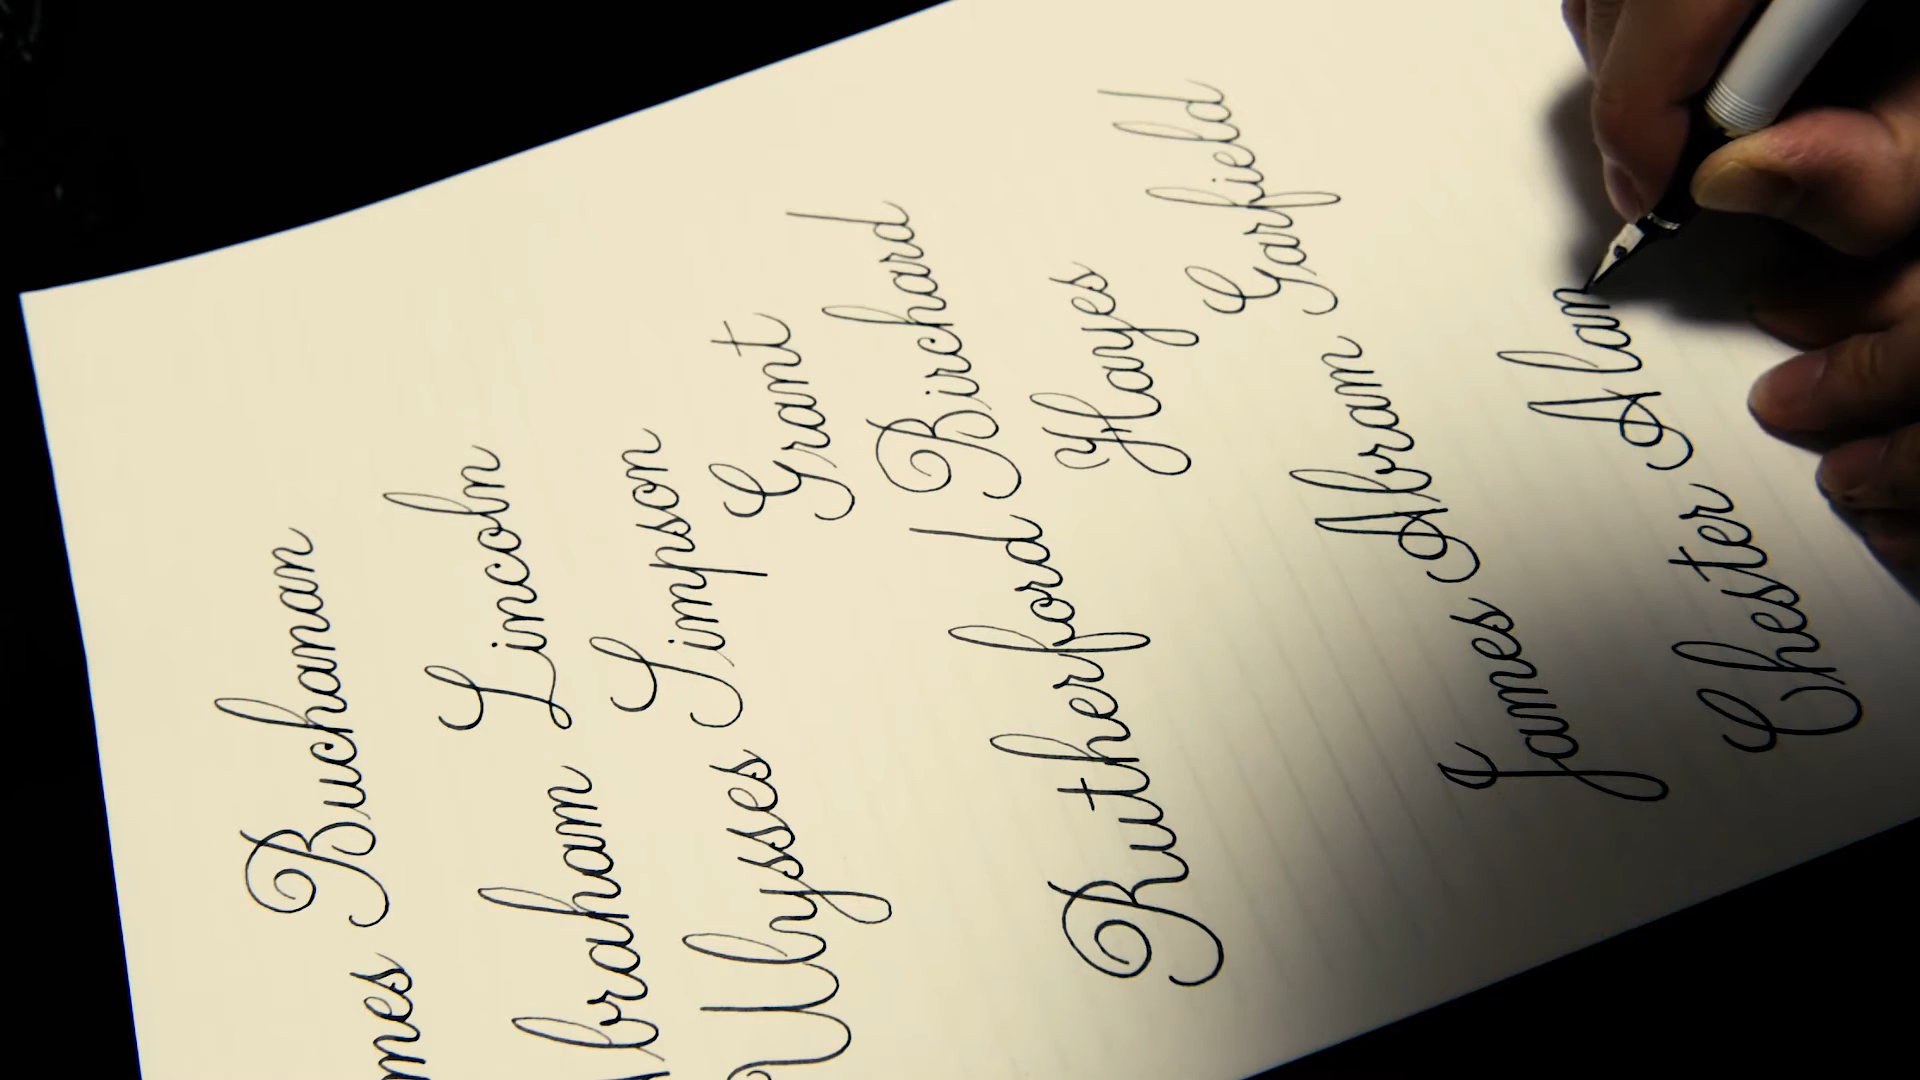 mes Buchanan
Abraham Lincoln
Ulysses Simpson
Grant
Rutherford Birchard
Hayes
James Abram Garfield
Chester Alan